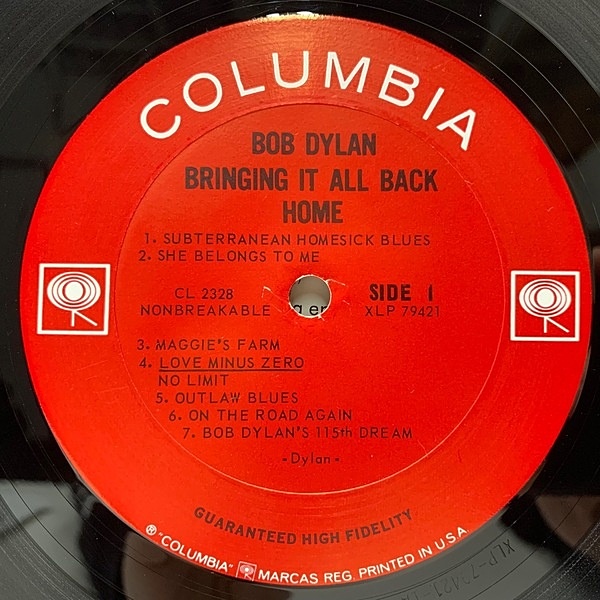 COLUMBIA
BOB DYLAN
BRINGING IT ALL BACK
HOME
1. SUBTERRANEAN HOMESICK BLUES
2. SHE BELONGS TO ME
CL 2328
NONBREAKABLE
SIDE 1
XLP 79421
3. MAGGIE'S FARM
4. LOVE MINUS ZERO
NO LIMIT
5. OUTLAW BLUES
6. ON THE ROAD AGAIN
7. BOB DYLAN'S 115th DREAM
-Dylan-
GUARANTEED HIGH FIDELITY
® "COLUMBIA" MARCAS REG. PRINTED IN U.S.A.